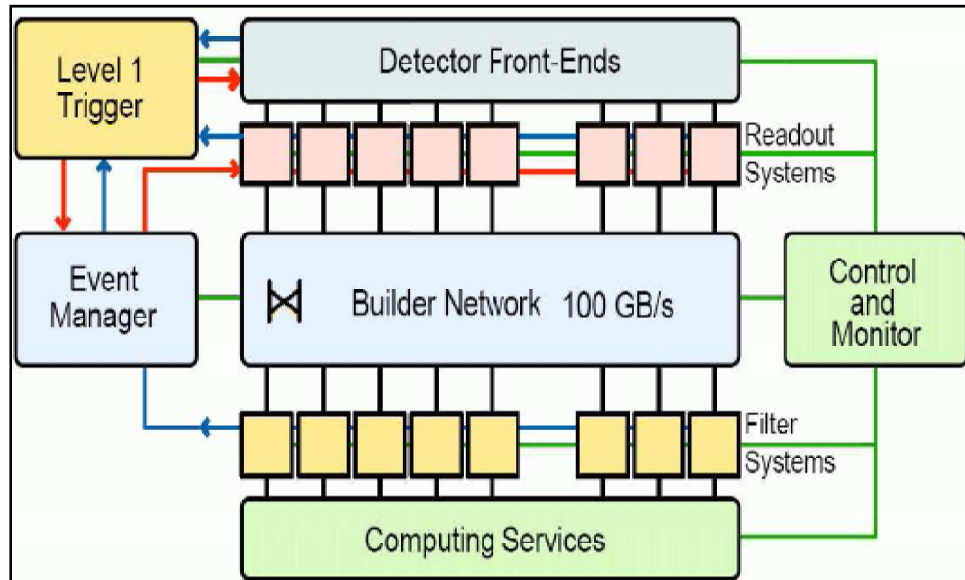 Level 1
Trigger
Detector Front-Ends
Readout
Systems
Event
Manager
Builder Network 100 GB/s
Control
and
Monitor
Filter
Systems
Computing Services